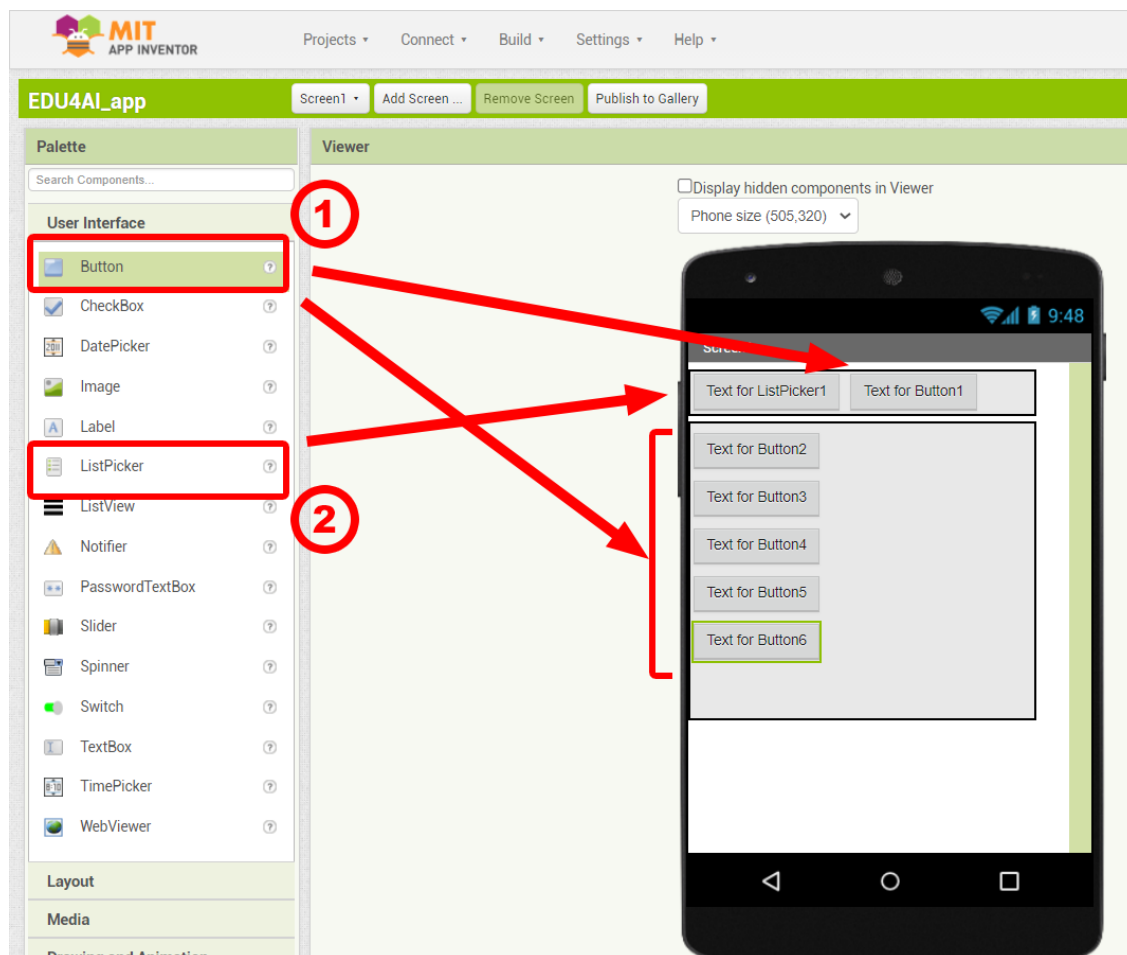 MIT
APP INVENTOR
Projects Connect Build Settings Help
EDU4AI_app Screen1 Add Screen ... Remove Screen Publish to Gallery
Palette
Viewer
Search Components...
Display hidden components in Viewer
Phone size (505,320)
User Interface
1
Button ?
CheckBox ?
DatePicker ?
Image ?
Label ?
ListPicker ?
ListView ?
2
Notifier ?
PasswordTextBox ?
Slider ?
Spinner ?
Switch ?
TextBox ?
TimePicker ?
WebViewer ?
Layout
Media
Drawing and Animation
9:48
Text for ListPicker1 Text for Button1
Text for Button2
Text for Button3
Text for Button4
Text for Button5
Text for Button6